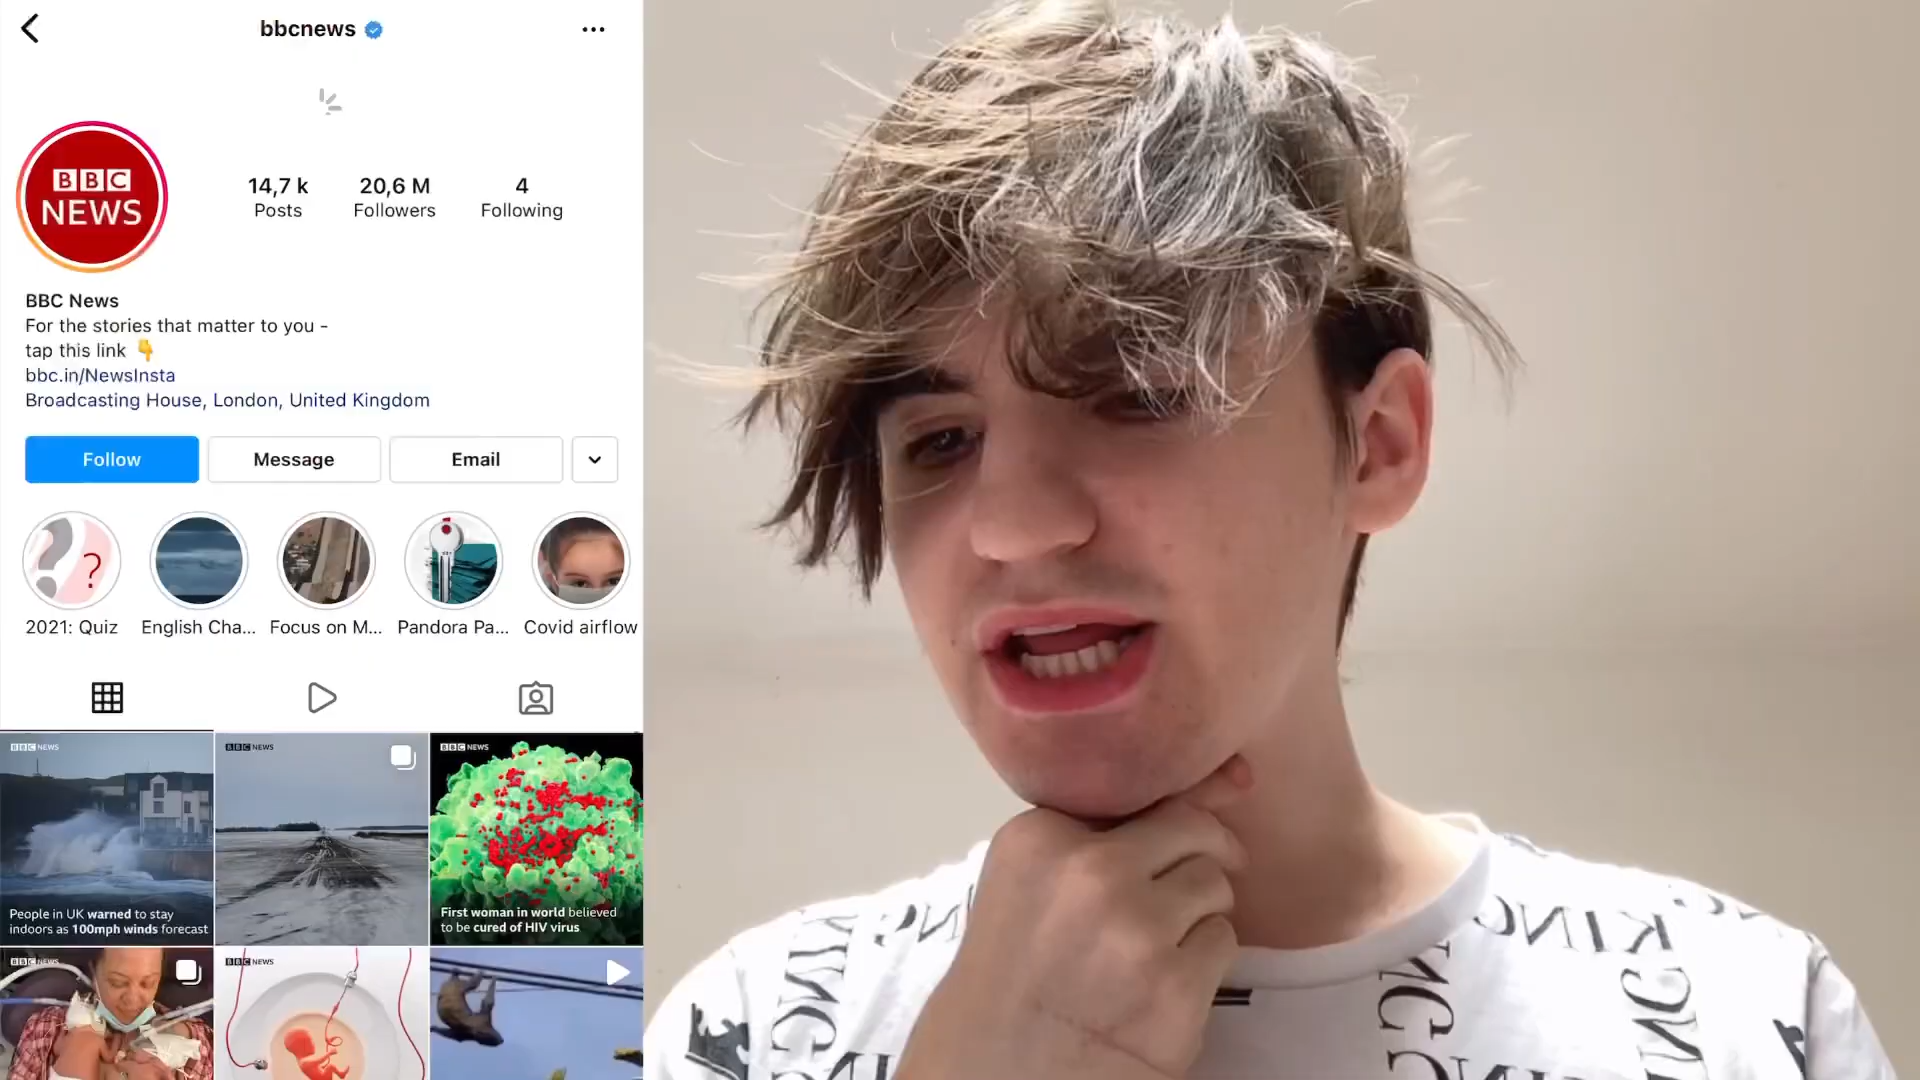 bbcnews
BBC
NEWS
14,7 k
Posts
20,6 M
Followers
4
Following
BBC News
For the stories that matter to you -
tap this link 👇
bbc.in/NewsInsta
Broadcasting House, London, United Kingdom
Follow
Message
Email
2021: Quiz
English Cha...
Focus on M...
Pandora Pa...
Covid airflow
BBC NEWS
BBC NEWS
BBC NEWS
People in UK warned to stay
indoors as 100mph winds forecast
First woman in world believed
to be cured of HIV virus
BBC NEWS
BBC NEWS
KING
KING